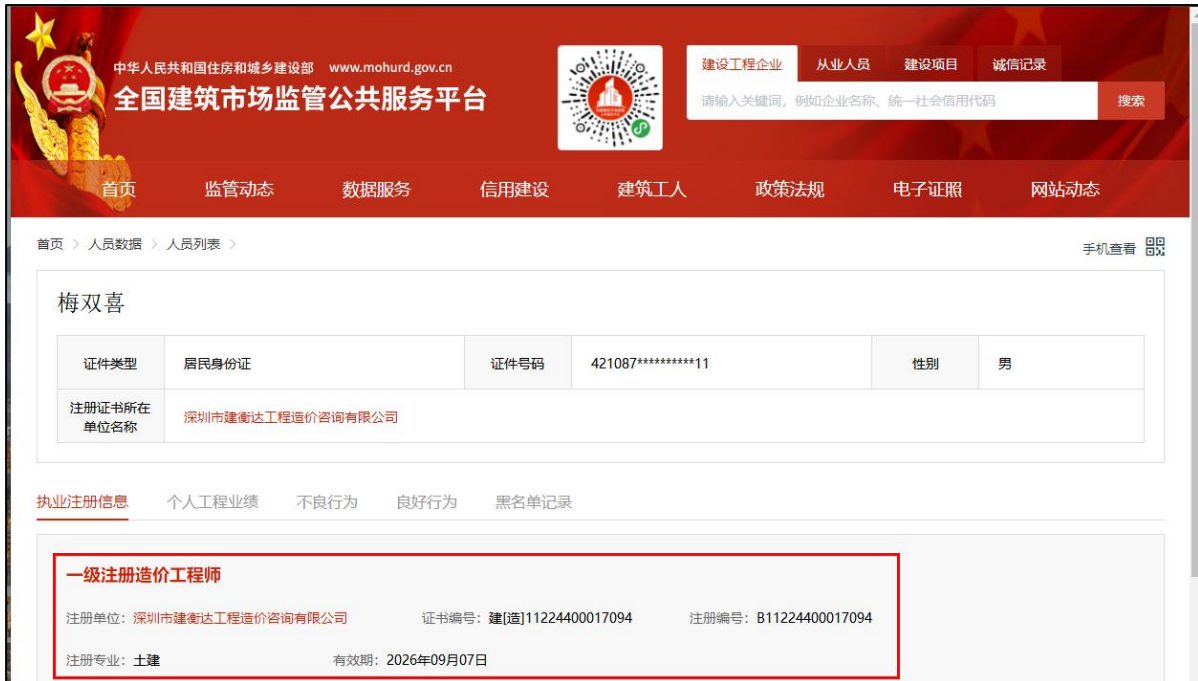 中华人民共和国住房和城乡建设部 www.mohurd.gov.cn
全国建筑市场监管公共服务平台
建设工程企业 从业人员 建设项目 诚信记录
请输入关键词，例如企业名称、统一社会信用代码 搜索
首页 监管动态 数据服务 信用建设 建筑工人 政策法规 电子证照 网站动态
首页 > 人员数据 > 人员列表 >
手机查看
梅双喜
证件类型 居民身份证 证件号码 421087**********11 性别 男
注册证书所在
单位名称
深圳市建衡达工程造价咨询有限公司
执业注册信息 个人工程业绩 不良行为 良好行为 黑名单记录
一级注册造价工程师
注册单位：深圳市建衡达工程造价咨询有限公司 证书编号：建[造]11224400017094 注册编号：B11224400017094
注册专业：土建 有效期：2026年09月07日